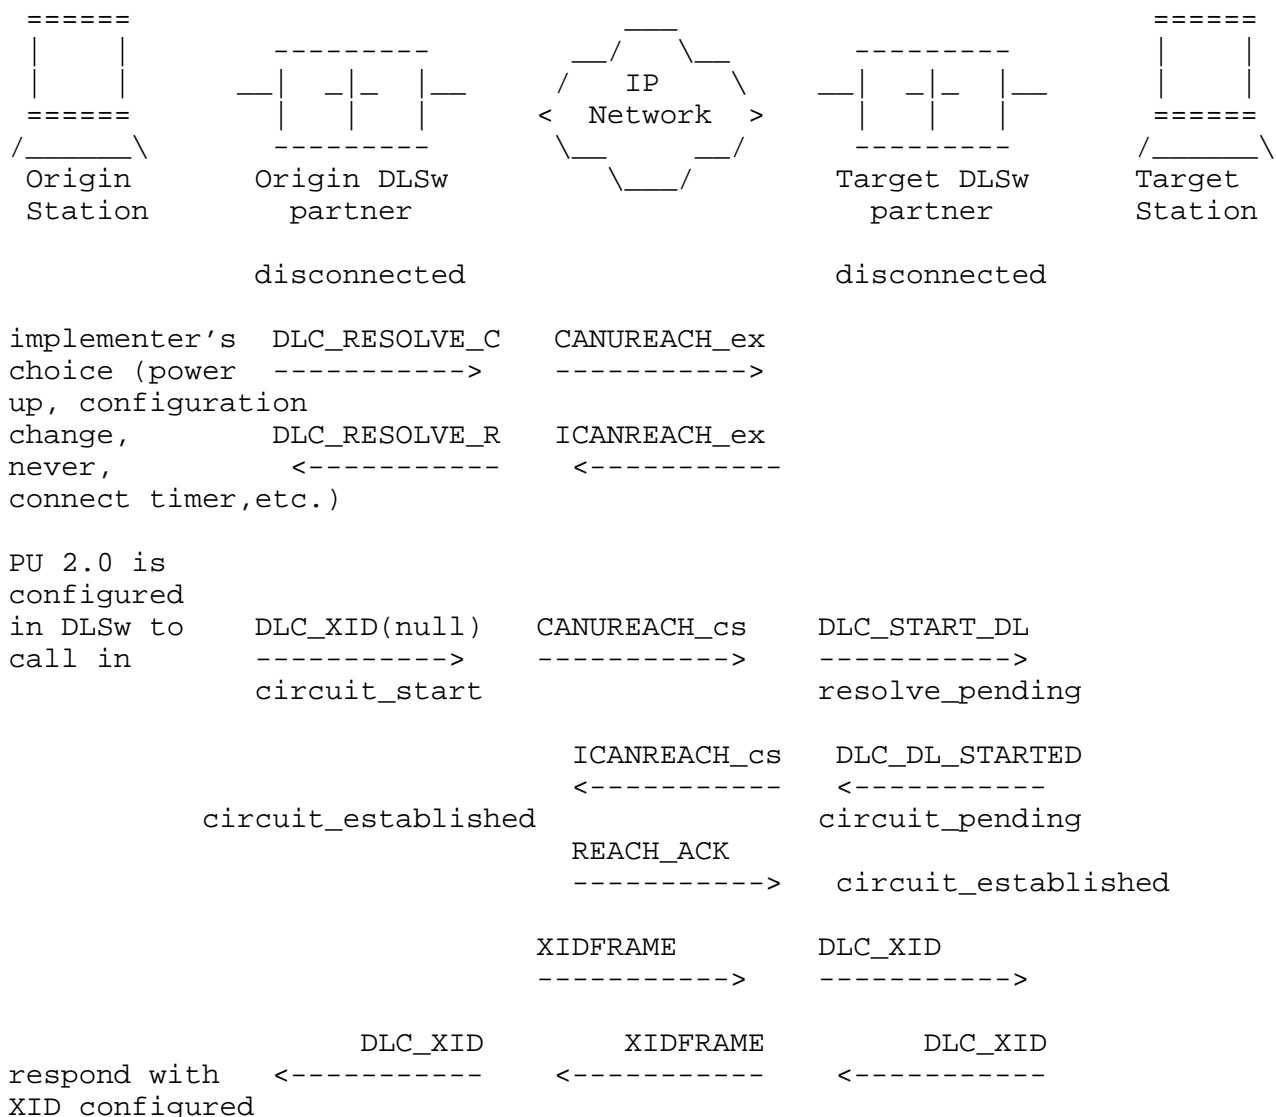 IP
Network
Origin Origin DLSw Target DLSw Target
Station partner partner Station
disconnected disconnected
implementer's DLC_RESOLVE_C CANUREACH_ex
choice (power -----------> ----------->
up, configuration
change, DLC_RESOLVE_R ICANREACH_ex
never, <----------- <-----------
connect timer,etc.)
PU 2.0 is
configured
in DLSw to DLC_XID(null) CANUREACH_cs DLC_START_DL
call in -----------> -----------> ----------->
circuit_start resolve_pending
ICANREACH_cs DLC_DL_STARTED
<----------- <-----------
circuit_established circuit_pending
REACH_ACK
-----------> circuit_established
XIDFRAME DLC_XID
-----------> ----------->
DLC_XID XIDFRAME DLC_XID
respond with <----------- <----------- <-----------
XID configured